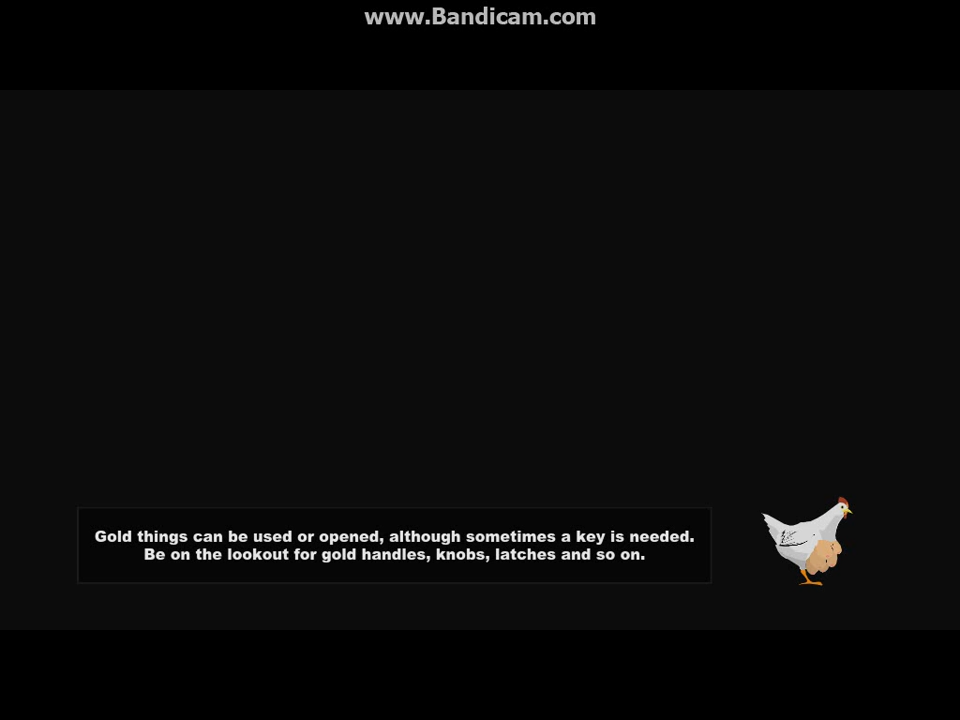 www.Bandicam.com
Gold things can be used or opened, although sometimes a key is needed.
Be on the lookout for gold handles, knobs, latches and so on.